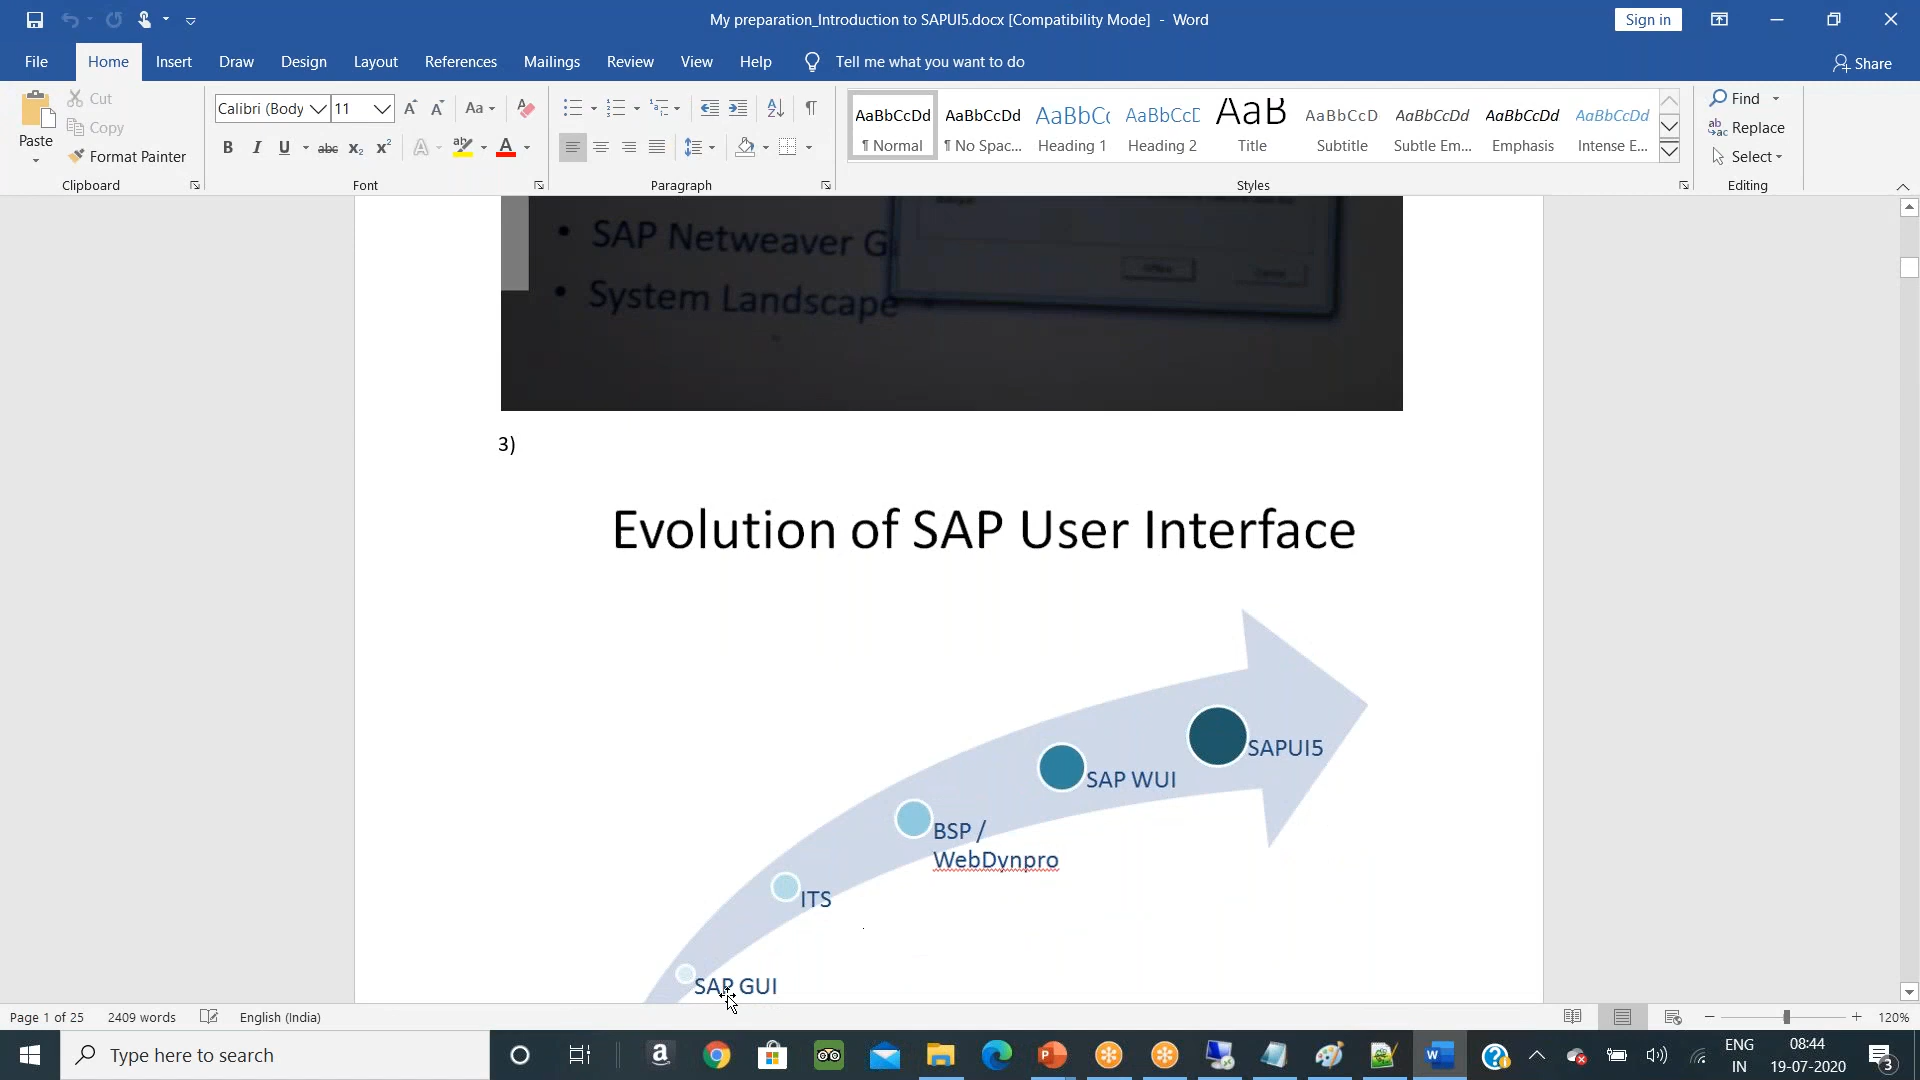 My preparation_Introduction to SAPUI5.docx [Compatibility Mode] - Word
Sign in
File Home Insert Draw Design Layout References Mailings Review View Help Tell me what you want to do
Share
Paste
Cut
Copy
Format Painter
Clipboard
Calibri (Body 11
Font
Paragraph
AaBbCcDd AaBbCcDd AaBbCc AaBbCcD AaB AaBbCcD AaBbCcDd AaBbCcDd AaBbCcDd
¶ Normal ¶ No Spac... Heading 1 Heading 2 Title Subtitle Subtle Em... Emphasis Intense E...
Styles
Find
Replace
Select
Editing
• SAP Netweaver G
• System Landscape
3)
Evolution of SAP User Interface
SAPUI5
SAP WUI
BSP /
WebDynpro
ITS
SAP GUI
Page 1 of 25 2409 words English (India) 120%
Type here to search
ENG
IN
08:44
19-07-2020
3